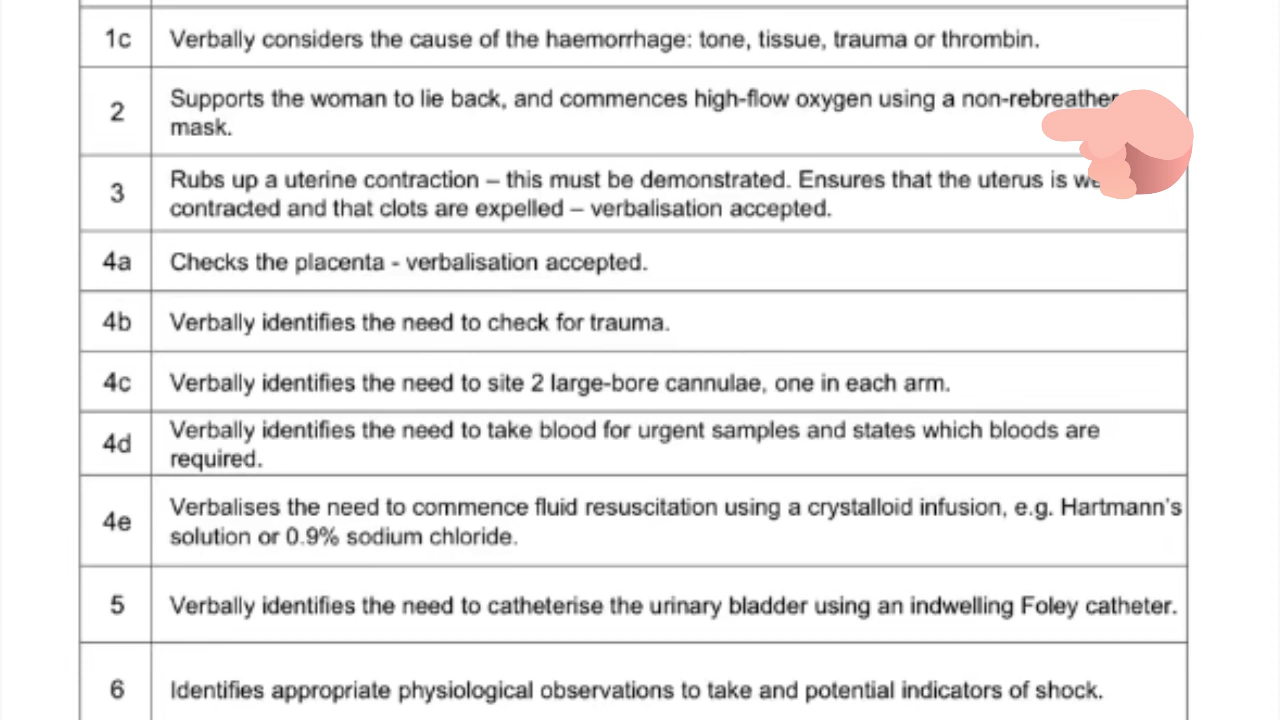 1c Verbally considers the cause of the haemorrhage: tone, tissue, trauma or thrombin.
2 Supports the woman to lie back, and commences high-flow oxygen using a non-rebreather
mask.
3 Rubs up a uterine contraction – this must be demonstrated. Ensures that the uterus is
contracted and that clots are expelled – verbalisation accepted.
4a Checks the placenta - verbalisation accepted.
4b Verbally identifies the need to check for trauma.
4c Verbally identifies the need to site 2 large-bore cannulae, one in each arm.
4d Verbally identifies the need to take blood for urgent samples and states which bloods are
required.
4e Verbalises the need to commence fluid resuscitation using a crystalloid infusion, e.g. Hartmann's
solution or 0.9% sodium chloride.
5 Verbally identifies the need to catheterise the urinary bladder using an indwelling Foley catheter.
6 Identifies appropriate physiological observations to take and potential indicators of shock.